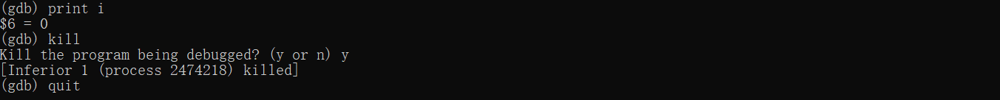 (gdb) print i
$6 = 0
(gdb) kill
Kill the program being debugged? (y or n) y
[Inferior 1 (process 2474218) killed]
(gdb) quit